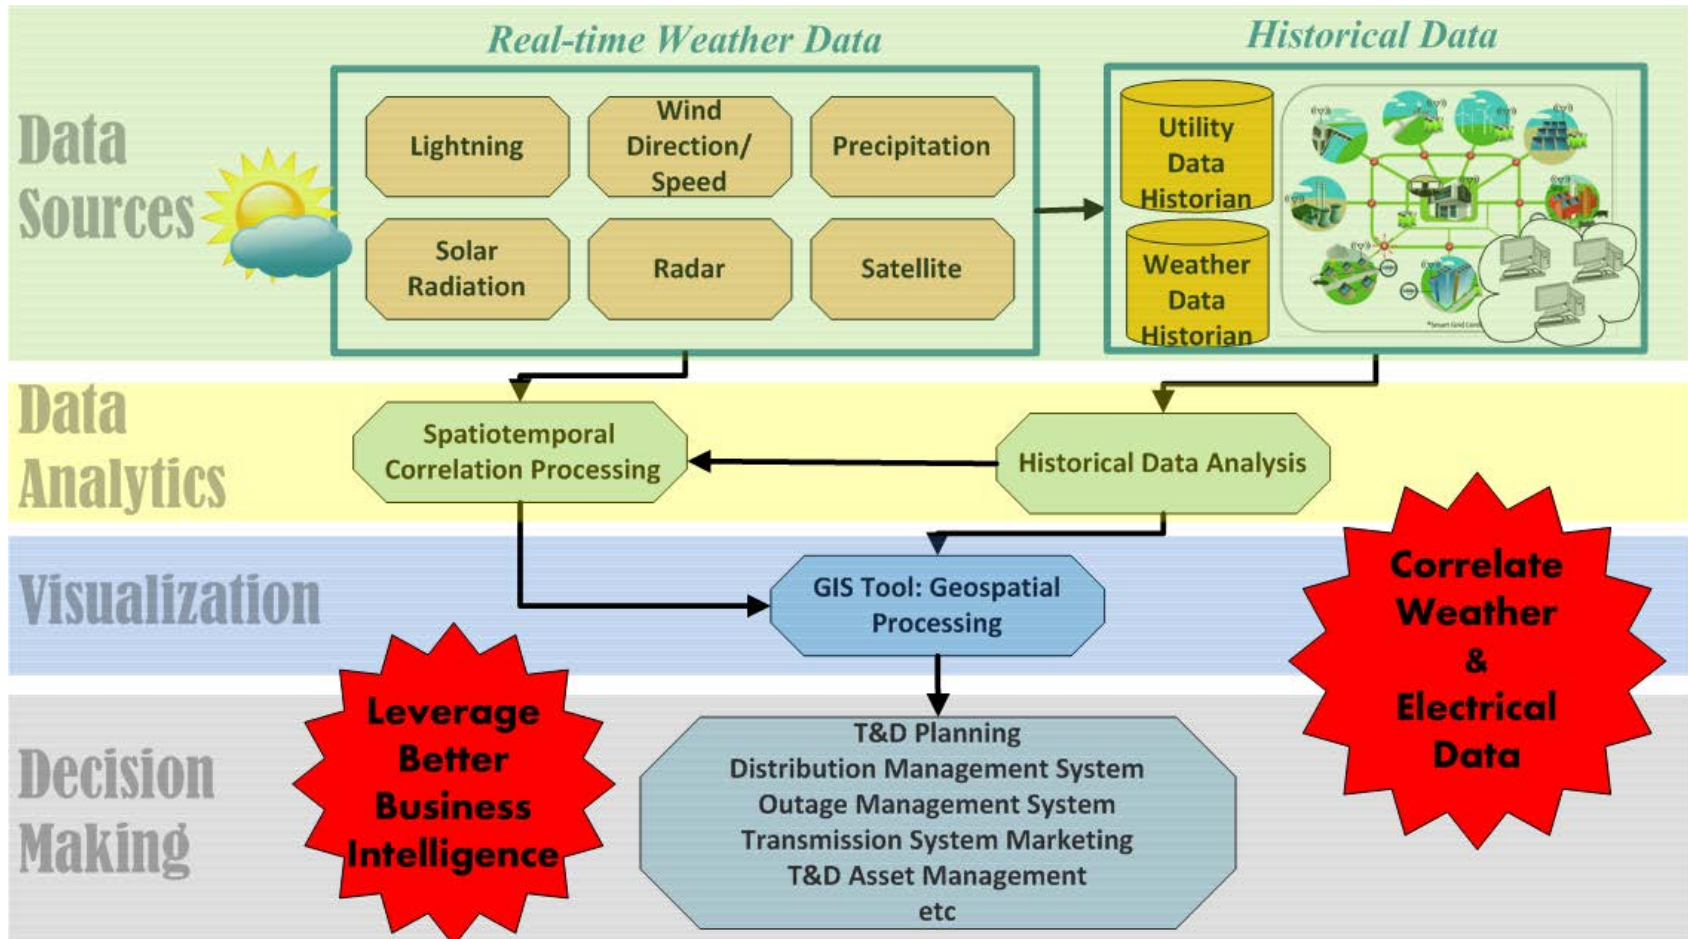 Real-time Weather Data
Historical Data
Data
Sources
Lightning
Wind
Direction/
Speed
Precipitation
Solar
Radiation
Radar
Satellite
Utility
Data
Historian
Weather
Data
Historian
Data
Analytics
Spatiotemporal
Correlation Processing
Historical Data Analysis
Visualization
GIS Tool: Geospatial
Processing
Correlate
Weather
&
Electrical
Data
Decision
Making
Leverage
Better
Business
Intelligence
T&D Planning
Distribution Management System
Outage Management System
Transmission System Marketing
T&D Asset Management
etc